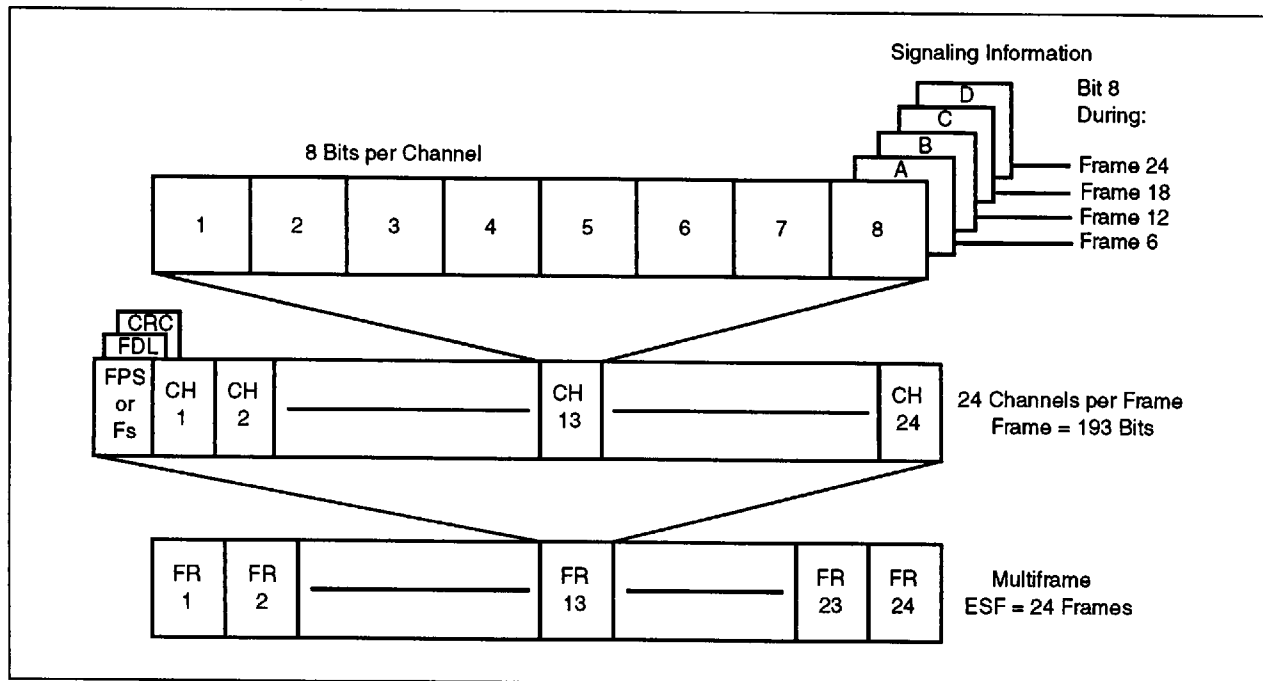 Signaling Information
Bit 8
During:
D
C
B
A
Frame 24
Frame 18
Frame 12
Frame 6
8 Bits per Channel
1 2 3 4 5 6 7 8
CRC
FDL
FPS
or
Fs
CH
1
CH
2
CH
13
CH
24
24 Channels per Frame
Frame = 193 Bits
FR
1
FR
2
FR
13
FR
23
FR
24
Multiframe
ESF = 24 Frames